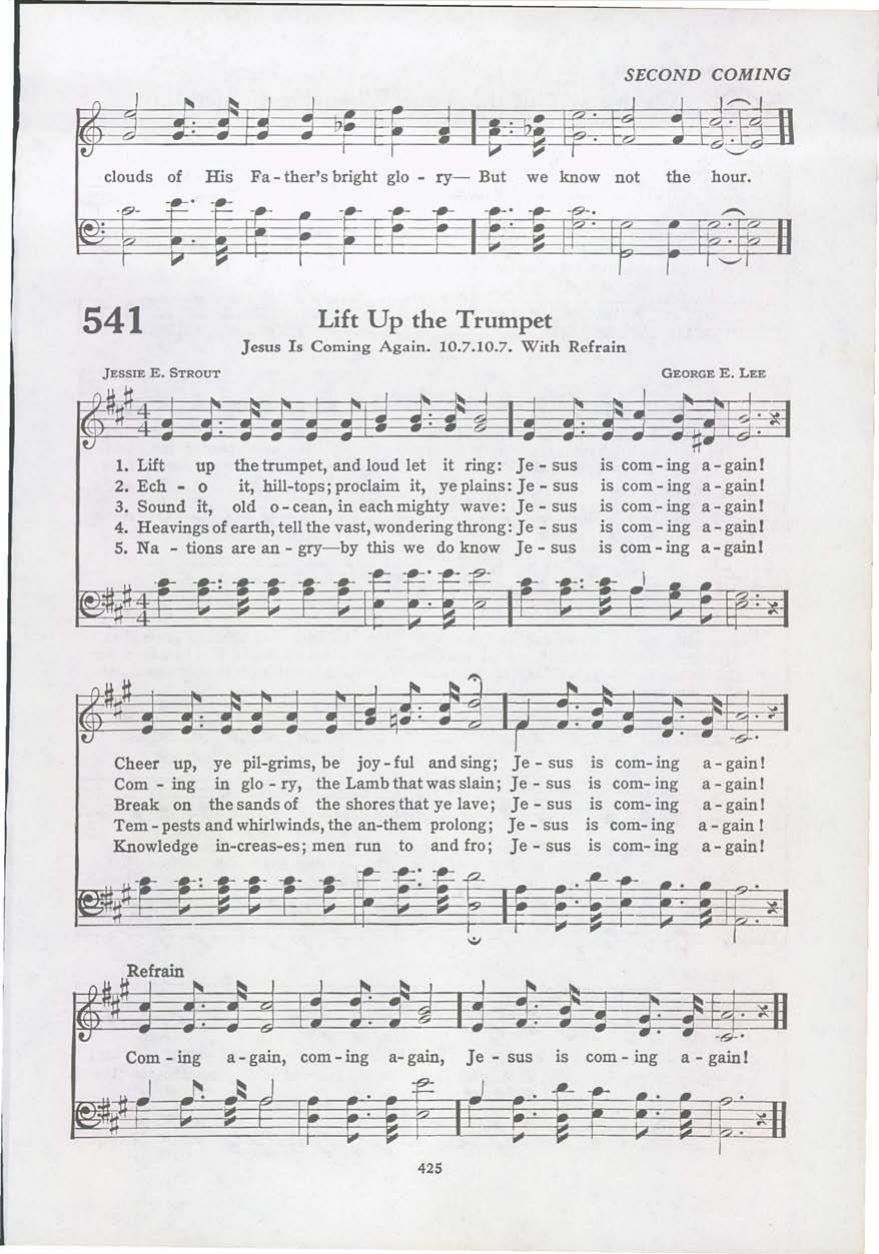 SECOND COMING
clouds of His Fa-ther's bright glo - ry— But we know not the hour.
541
Lift Up the Trumpet
Jesus Is Coming Again. 10.7.10.7. With Refrain
JESSIE E. STROUT GEORGE E. LEE
1. Lift up the trumpet, and loud let it ring: Je - sus is com - ing a - gain!
2. Ech - o it, hill-tops; proclaim it, ye plains: Je - sus is com - ing a - gain!
3. Sound it, old o - cean, in each mighty wave: Je - sus is com - ing a - gain!
4. Heavings of earth, tell the vast, wondering throng: Je - sus is com - ing a - gain!
5. Na - tions are an - gry—by this we do know Je - sus is com - ing a - gain!
Cheer up, ye pil-grims, be joy - ful and sing; Je - sus is com- ing a - gain!
Com - ing in glo - ry, the Lamb that was slain; Je - sus is com- ing a - gain!
Break on the sands of the shores that ye lave; Je - sus is com- ing a - gain!
Tem - pests and whirlwinds, the an-them prolong; Je - sus is com- ing a - gain!
Knowledge in-creas-es; men run to and fro; Je - sus is com- ing a - gain!
Refrain
Com - ing a - gain, com - ing a- gain, Je - sus is com - ing a - gain!
425